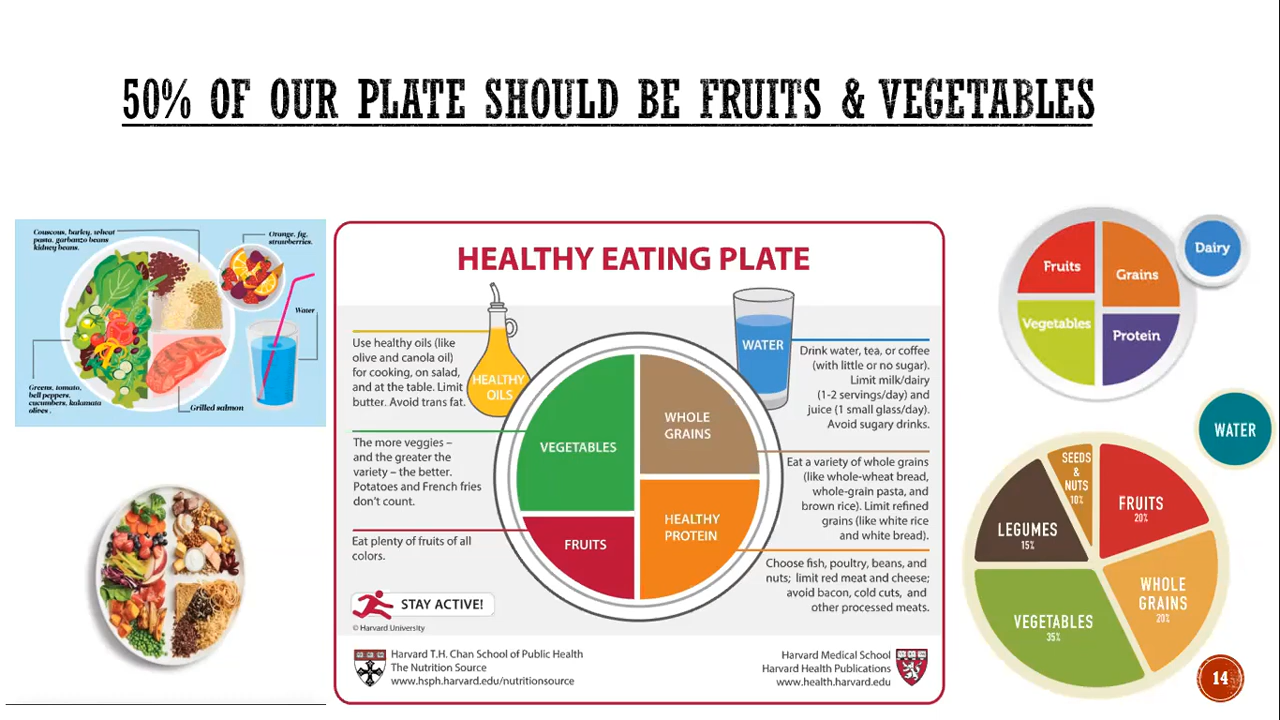 50% OF OUR PLATE SHOULD BE FRUITS & VEGETABLES
Couscous, barley, wheat
pasta, garbanzo beans
kidney beans.
Orange, fig,
strawberries.
Water
Greens, tomato,
bell peppers,
cucumbers, kalamata
olives .
Grilled salmon
HEALTHY EATING PLATE
Use healthy oils (like
olive and canola oil)
for cooking, on salad,
and at the table. Limit
butter. Avoid trans fat.
HEALTHY
OILS
The more veggies –
and the greater the
variety – the better.
Potatoes and French fries
don't count.
Eat plenty of fruits of all
colors.
VEGETABLES
FRUITS
WHOLE
GRAINS
HEALTHY
PROTEIN
WATER
Drink water, tea, or coffee
(with little or no sugar).
Limit milk/dairy
(1-2 servings/day) and
juice (1 small glass/day).
Avoid sugary drinks.
Eat a variety of whole grains
(like whole-wheat bread,
whole-grain pasta, and
brown rice). Limit refined
grains (like white rice
and white bread).
Choose fish, poultry, beans, and
nuts; limit red meat and cheese;
avoid bacon, cold cuts, and
other processed meats.
STAY ACTIVE!
© Harvard University
Harvard T.H. Chan School of Public Health
The Nutrition Source
www.hsph.harvard.edu/nutritionsource
Harvard Medical School
Harvard Health Publications
www.health.harvard.edu
Fruits
Grains
Vegetables
Protein
Dairy
WATER
SEEDS
&
NUTS
10%
FRUITS
20%
LEGUMES
15%
WHOLE
GRAINS
20%
VEGETABLES
35%
14